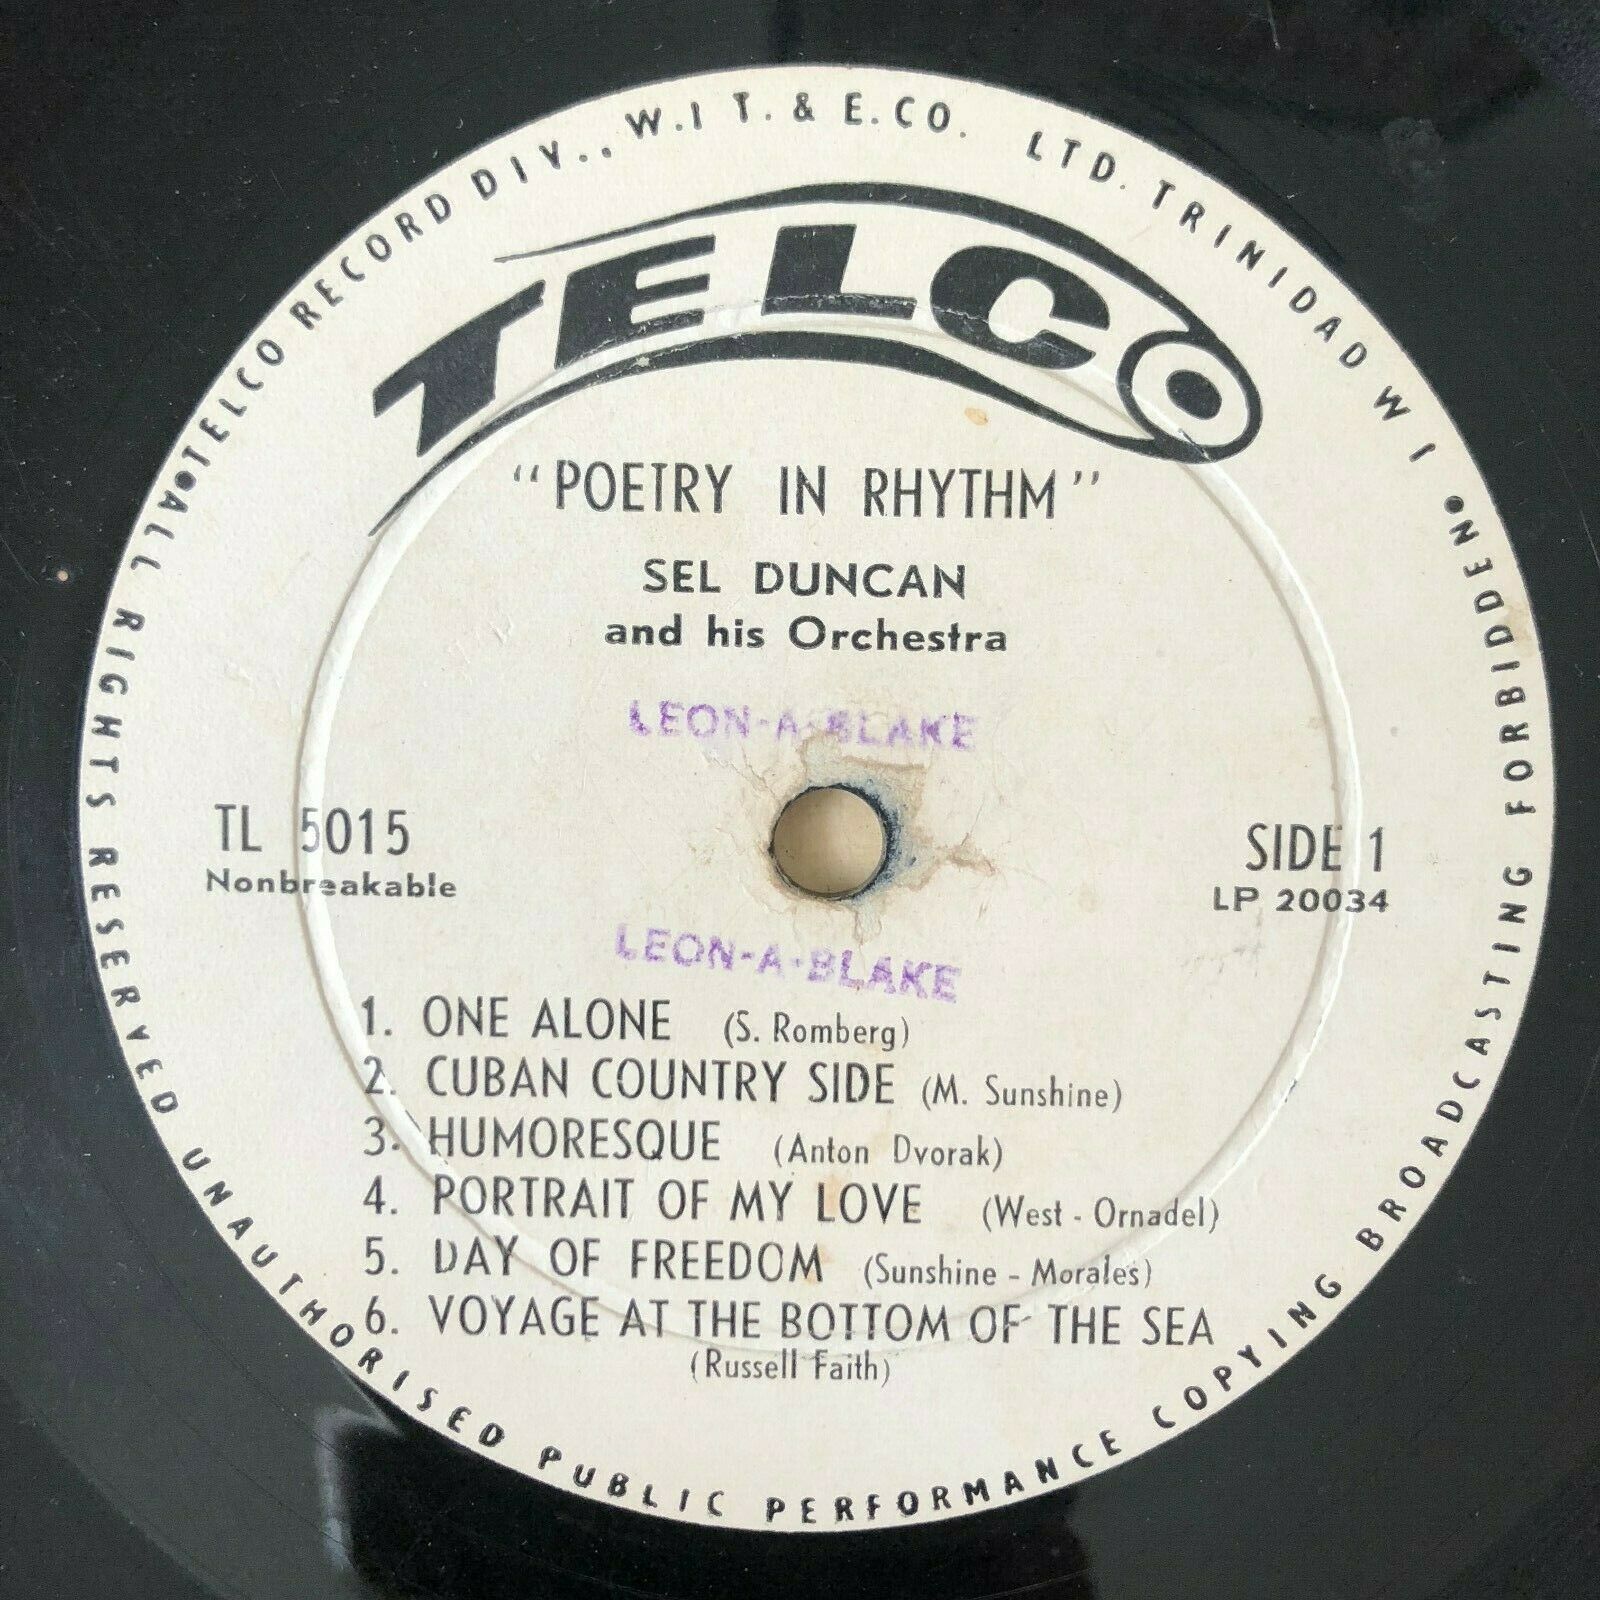 TELCO RECORD DIV., W.I T. & E. CO. LTD. TRINIDAD W I
TELCO
"POETRY IN RHYTHM"
SEL DUNCAN
and his Orchestra
LEON-A-BLAKE
TL 5015
Nonbreakable
SIDE 1
LP 20034
LEON-A-BLAKE
1. ONE ALONE (S. Romberg)
2. CUBAN COUNTRY SIDE (M. Sunshine)
3. HUMORESQUE (Anton Dvorak)
4. PORTRAIT OF MY LOVE (West - Ornadel)
5. DAY OF FREEDOM (Sunshine - Morales)
6. VOYAGE AT THE BOTTOM OF THE SEA
(Russell Faith)
•ALL RIGHTS RESERVED UNAUTHORISED PUBLIC PERFORMANCE COPYING BROADCASTING FORBIDDEN•